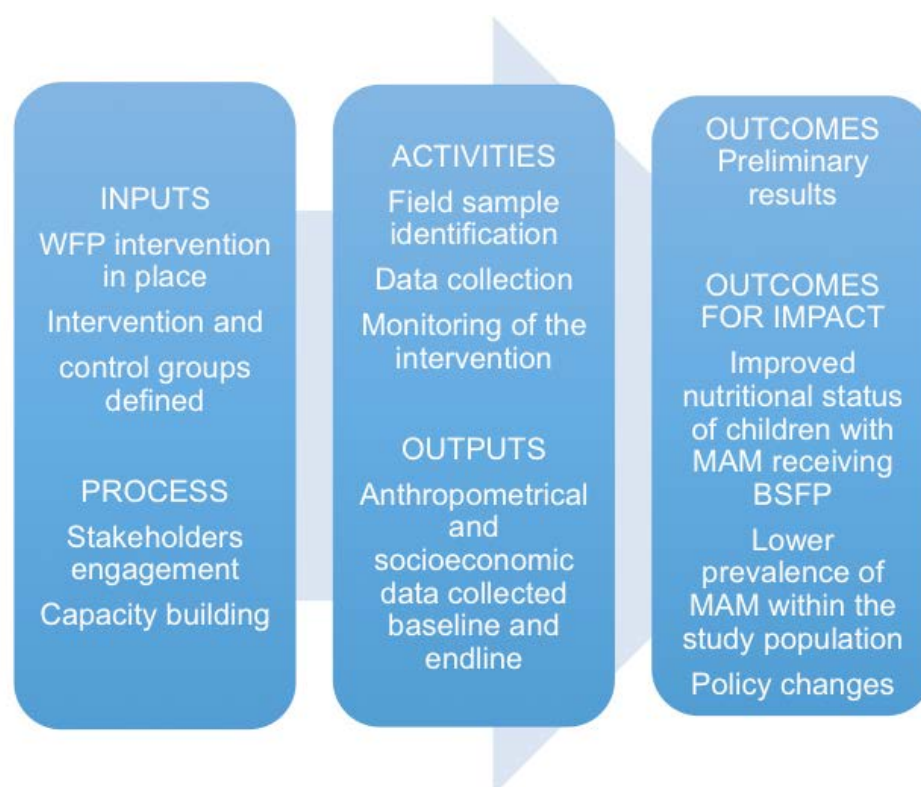 INPUTS
WFP intervention
in place
Intervention and
control groups
defined
PROCESS
Stakeholders
engagement
Capacity building
ACTIVITIES
Field sample
identification
Data collection
Monitoring of the
intervention
OUTPUTS
Anthropometrical
and
socioeconomic
data collected
baseline and
endline
OUTCOMES
Preliminary
results
OUTCOMES
FOR IMPACT
Improved
nutritional status
of children with
MAM receiving
BSFP
Lower
prevalence of
MAM within the
study population
Policy changes